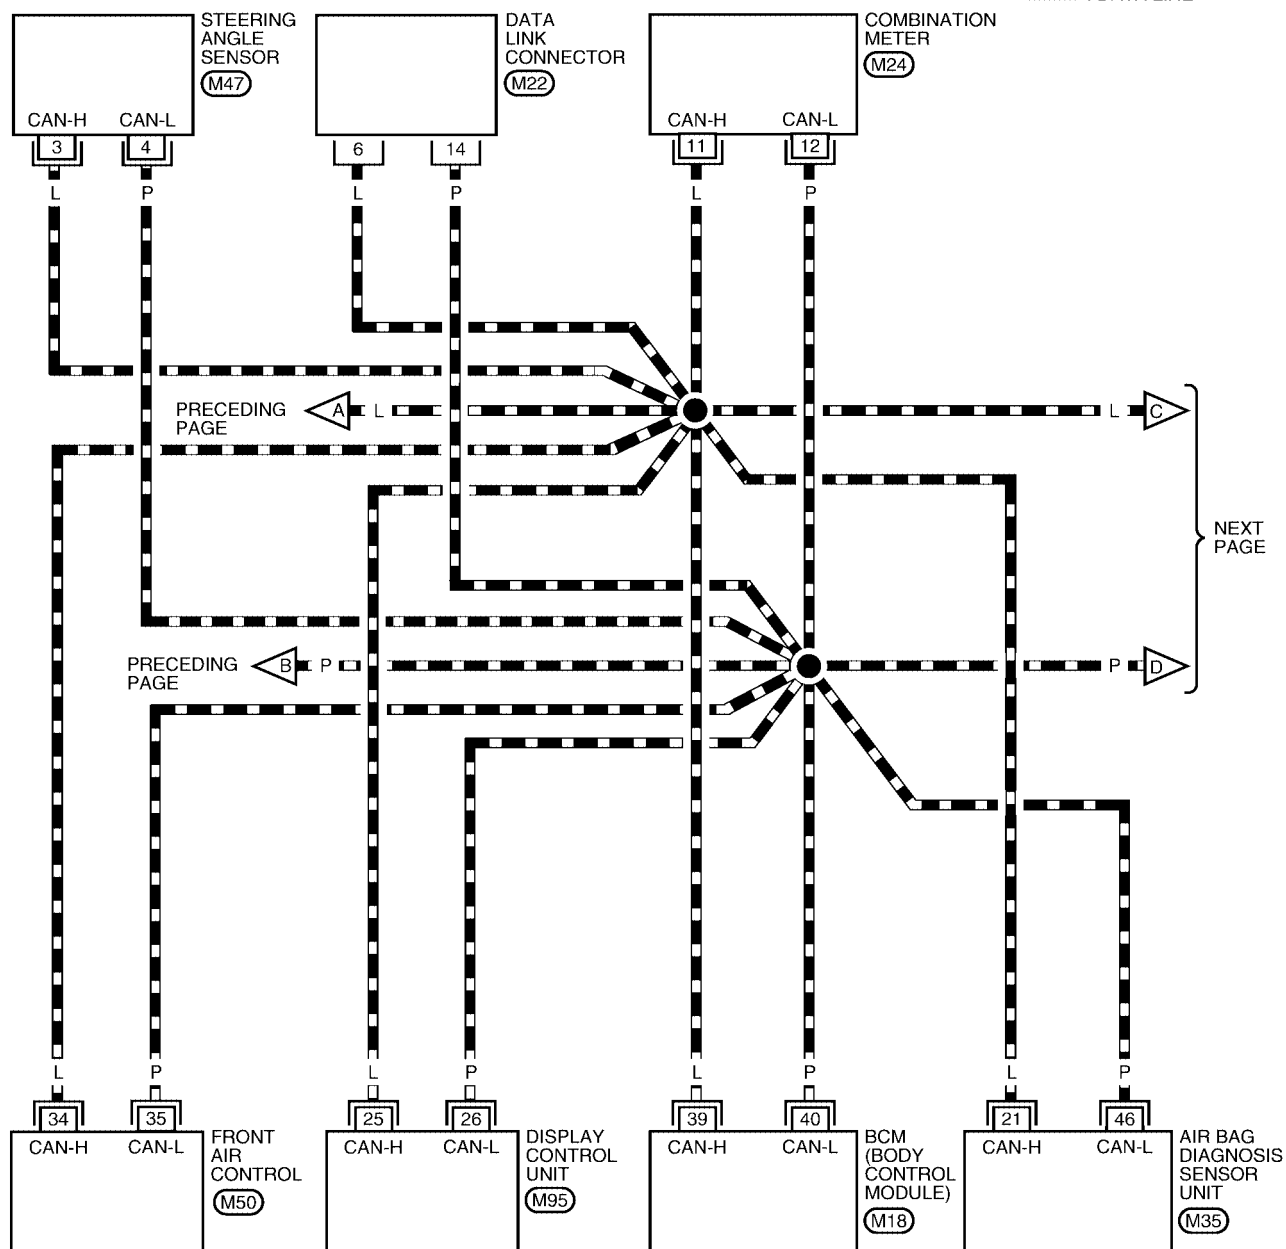 STEERING
ANGLE
SENSOR
M47
DATA
LINK
CONNECTOR
M22
COMBINATION
METER
M24
CAN-H CAN-L
CAN-H CAN-L
3 4
6 14
11 12
L P
L P
L P
PRECEDING
PAGE
A L
L C
NEXT
PAGE
PRECEDING
PAGE
B P
P D
L P
L P
L P
L P
34 35
25 26
39 40
21 46
CAN-H CAN-L
FRONT
AIR
CONTROL
M50
CAN-H CAN-L
DISPLAY
CONTROL
UNIT
M95
CAN-H CAN-L
BCM
(BODY
CONTROL
MODULE)
M18
CAN-H CAN-L
AIR BAG
DIAGNOSIS
SENSOR
UNIT
M35